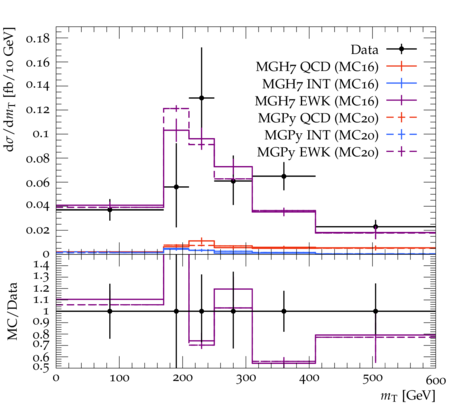 dσ/dm_T [fb/10 GeV]
0.18
0.16
0.14
0.12
0.1
0.08
0.06
0.04
0.02
0
Data
MGH7 QCD (MC16)
MGH7 INT (MC16)
MGH7 EWK (MC16)
MGPy QCD (MC20)
MGPy INT (MC20)
MGPy EWK (MC20)
MC/Data
1.4
1.3
1.2
1.1
1
0.9
0.8
0.7
0.6
0.5
0 100 200 300 400 500 600
m_T [GeV]